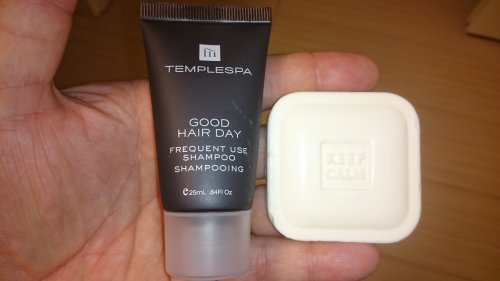 TEMPLESPA
GOOD
HAIR DAY
FREQUENT USE
SHAMPOO
SHAMPOOING
℮25mL .84Fl Oz
KEEP
CALM